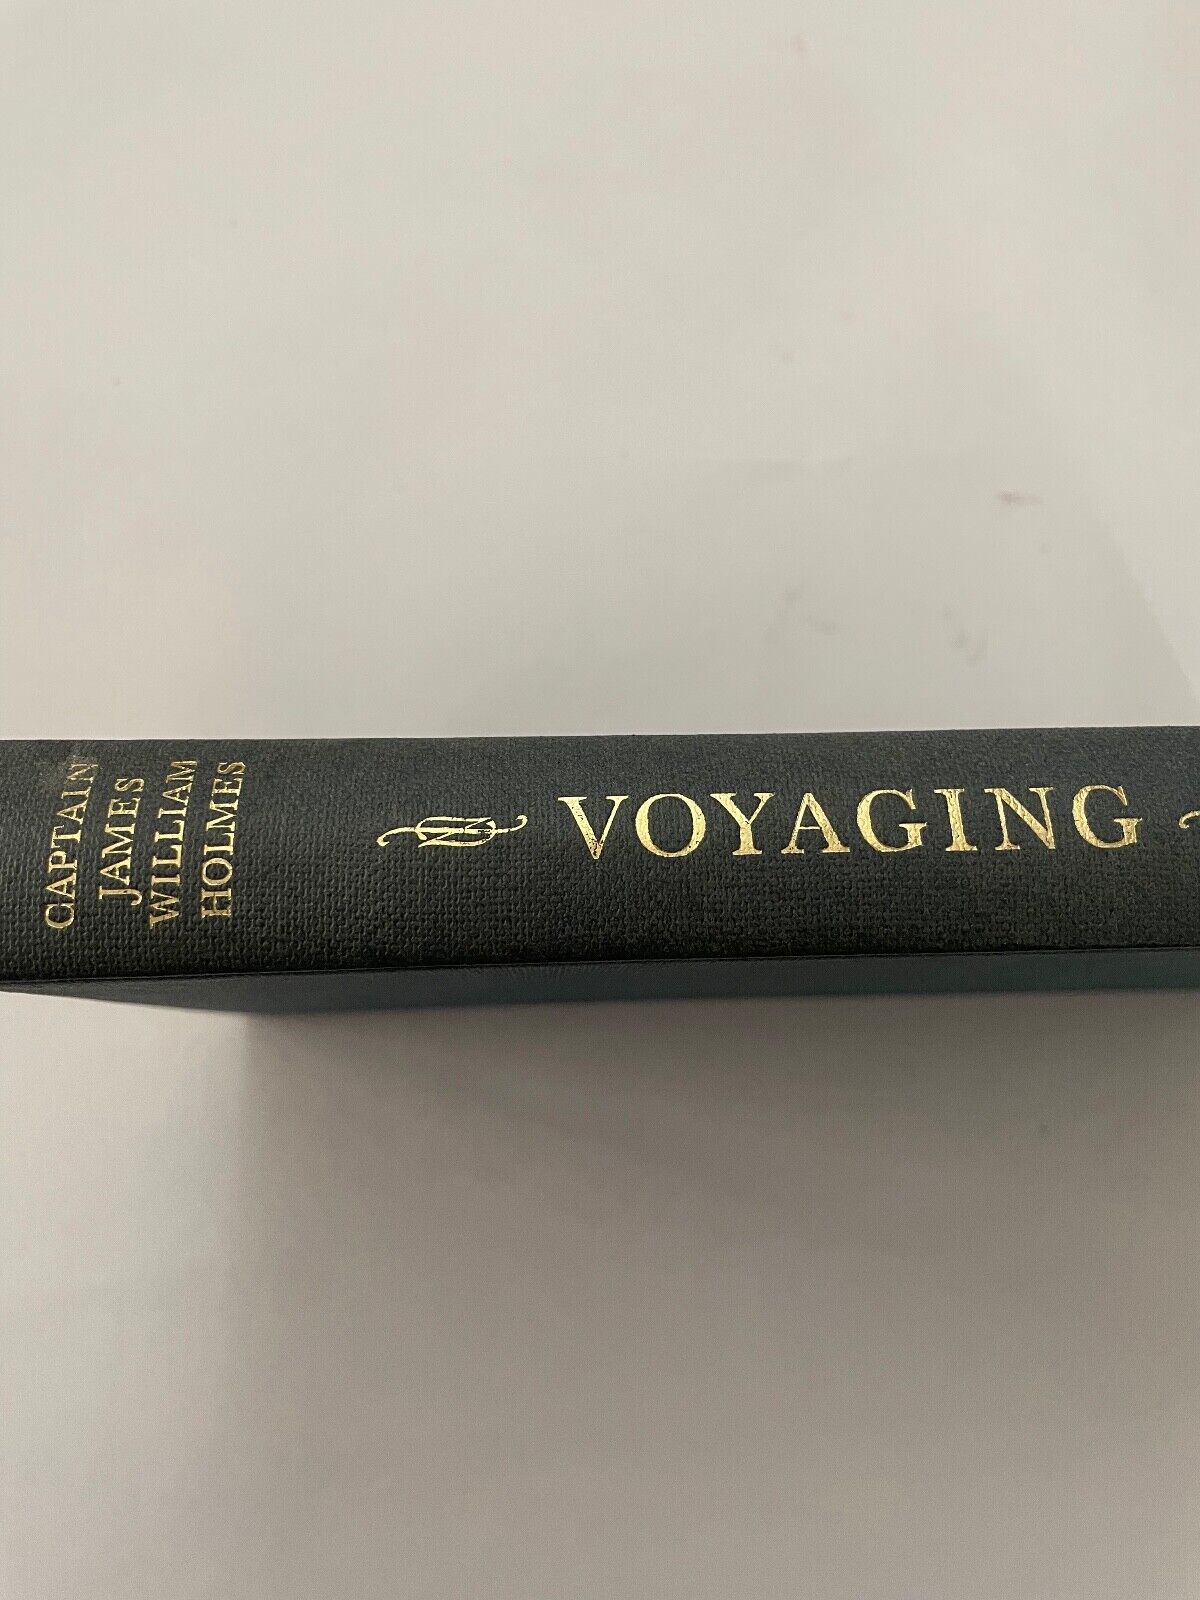 CAPTAIN
JAMES
WILLIAM
HOLMES
VOYAGING